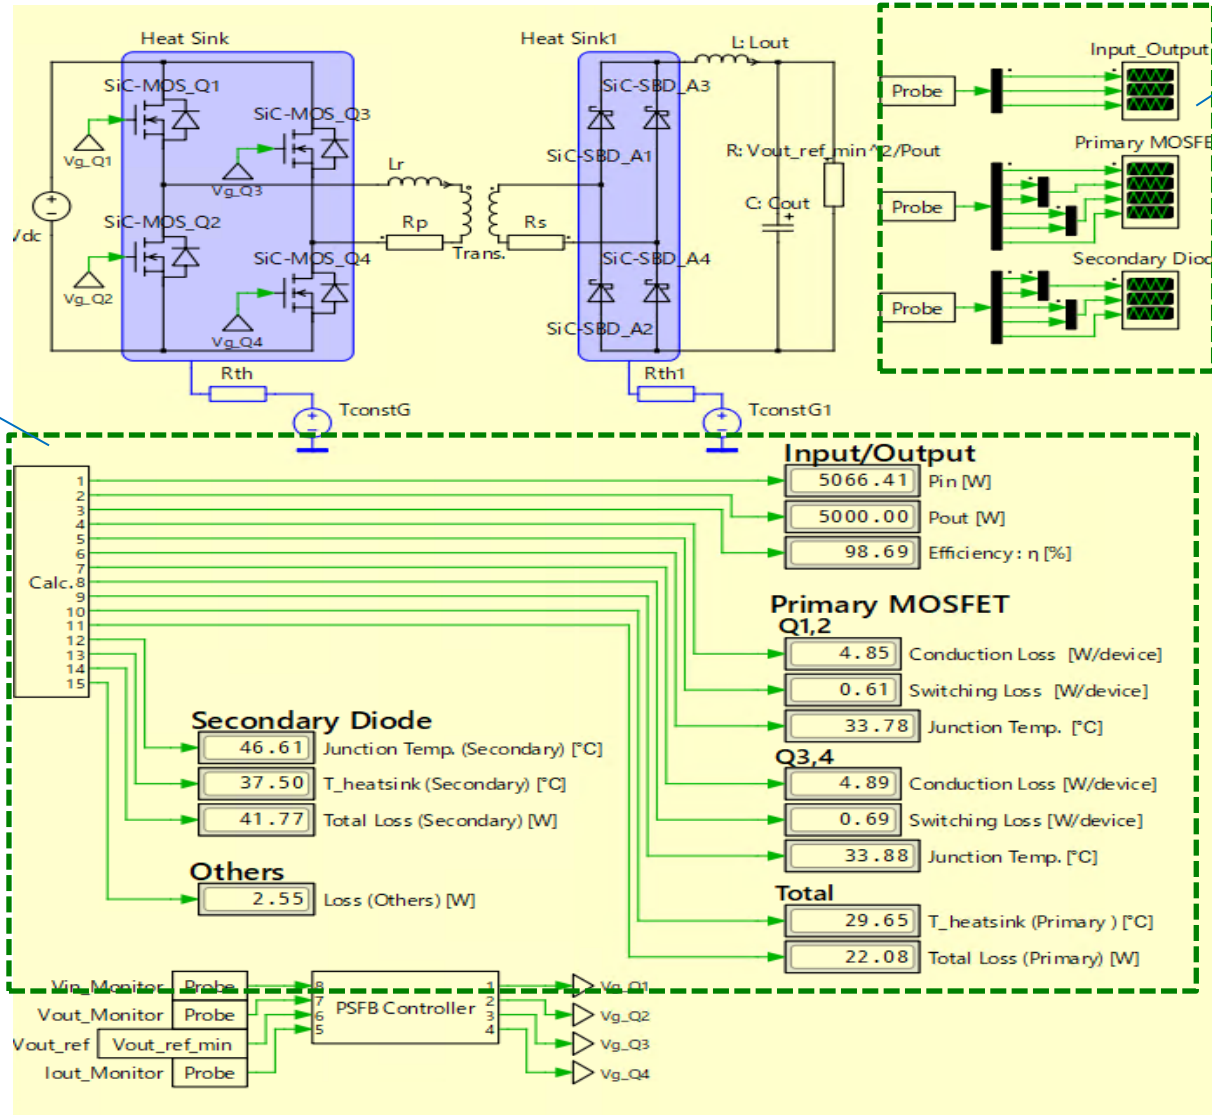 Heat Sink
Heat Sink1
L: Lout
Input_Output
SiC-MOS_Q1
SiC-MOS_Q3
SiC-SBD_A3
Probe
Vg_Q1
Vg_Q3
Lr
SiC-SBD_A1
R: Vout_ref_min^2/Pout
Primary MOSFE
Vdc
SiC-MOS_Q2
SiC-MOS_Q4
Rp
Trans.
Rs
C: Cout
Probe
SiC-SBD_A4
Secondary Diod
Vg_Q2
Vg_Q4
SiC-SBD_A2
Probe
Rth
Rth1
TconstG
TconstG1
Calc.
1
2
3
4
5
6
7
8
9
10
11
12
13
14
15
Input/Output
5066.41 Pin [W]
5000.00 Pout [W]
98.69 Efficiency : η [%]
Primary MOSFET
Q1,2
4.85 Conduction Loss [W/device]
0.61 Switching Loss [W/device]
33.78 Junction Temp. [°C]
Q3,4
4.89 Conduction Loss [W/device]
0.69 Switching Loss [W/device]
33.88 Junction Temp. [°C]
Total
29.65 T_heatsink (Primary ) [°C]
22.08 Total Loss (Primary) [W]
Secondary Diode
46.61 Junction Temp. (Secondary) [°C]
37.50 T_heatsink (Secondary) [°C]
41.77 Total Loss (Secondary) [W]
Others
2.55 Loss (Others) [W]
Vin_Monitor Probe 8 1 Vg_Q1
Vout_Monitor Probe 7 PSFB Controller 2 Vg_Q2
Vout_ref Vout_ref_min 6 3 Vg_Q3
Iout_Monitor Probe 5 4 Vg_Q4